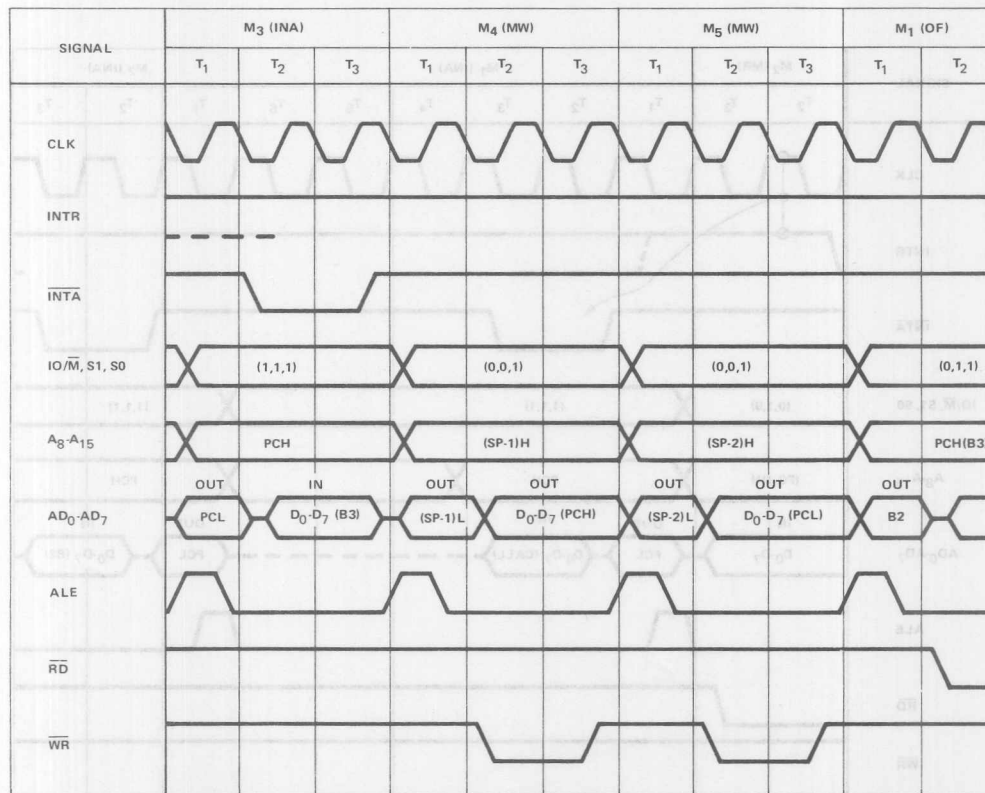 SIGNAL
M3 (INA) M4 (MW) M5 (MW) M1 (OF)
T1 T2 T3 T1 T2 T3 T1 T2 T3 T1 T2
CLK
INTR
INTA
IO/M, S1, S0 (1,1,1) (0,0,1) (0,0,1) (0,1,1)
A8-A15 PCH (SP-1)H (SP-2)H PCH(B3
OUT IN OUT OUT OUT OUT OUT
AD0-AD7 PCL D0-D7 (B3) (SP-1)L D0-D7 (PCH) (SP-2)L D0-D7 (PCL) B2
ALE
RD
WR